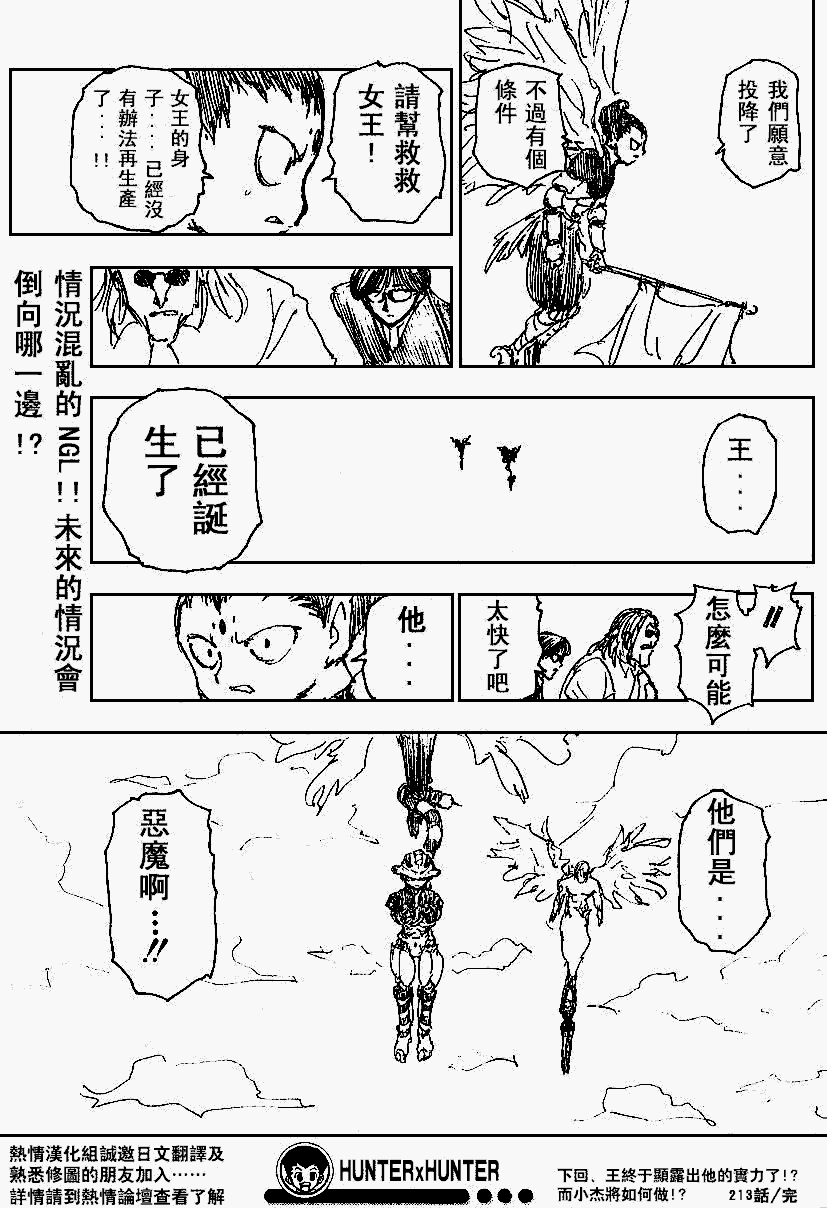 我們願意
投降了
不過有個
條件
請幫救救
女王!
女王的身
子...已經沒
有辦法再生產
了...!!
王...
已經誕
生了
!!
怎麼可能
太快了吧
他...
情況混亂的NGL!!未來的情況會
倒向哪一邊!?
他們是...
惡魔啊...!!
熱情漢化組誠邀日文翻譯及
熟悉修圖的朋友加入……
詳情請到熱情論壇查看了解
HUNTER×HUNTER
下回、王終于顯露出他的實力了!?
而小杰將如何做!? 213話/完